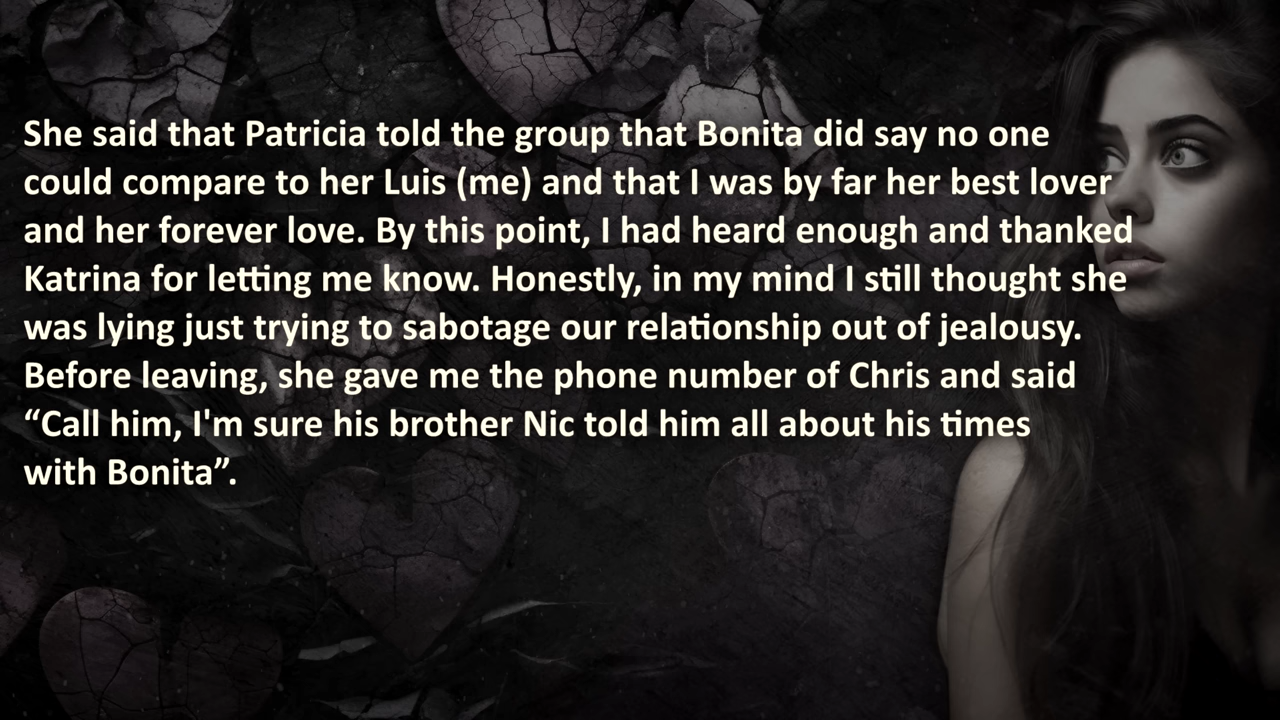 She said that Patricia told the group that Bonita did say no one
could compare to her Luis (me) and that I was by far her best lover
and her forever love. By this point, I had heard enough and thanked
Katrina for letting me know. Honestly, in my mind I still thought she
was lying just trying to sabotage our relationship out of jealousy.
Before leaving, she gave me the phone number of Chris and said
“Call him, I'm sure his brother Nic told him all about his times
with Bonita”.